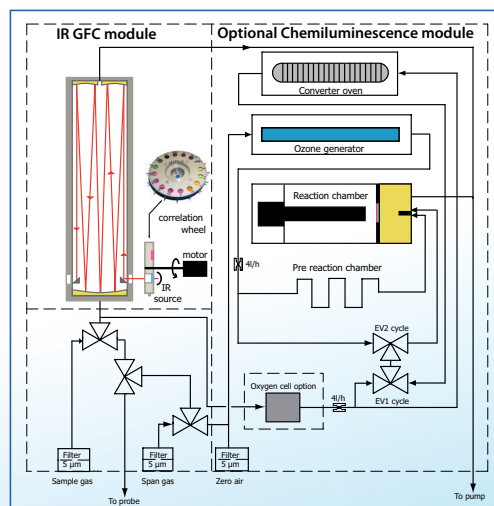 IR GFC module
Optional Chemiluminescence module
Converter oven
Ozone generator
correlation
wheel
motor
IR
source
Reaction chamber
4l/h
Pre reaction chamber
EV2 cycle
Oxygen cell option
4l/h
EV1 cycle
Filter
5 µm
Filter
5 µm
Filter
5 µm
Sample gas
Span gas
Zero air
To probe
To pump